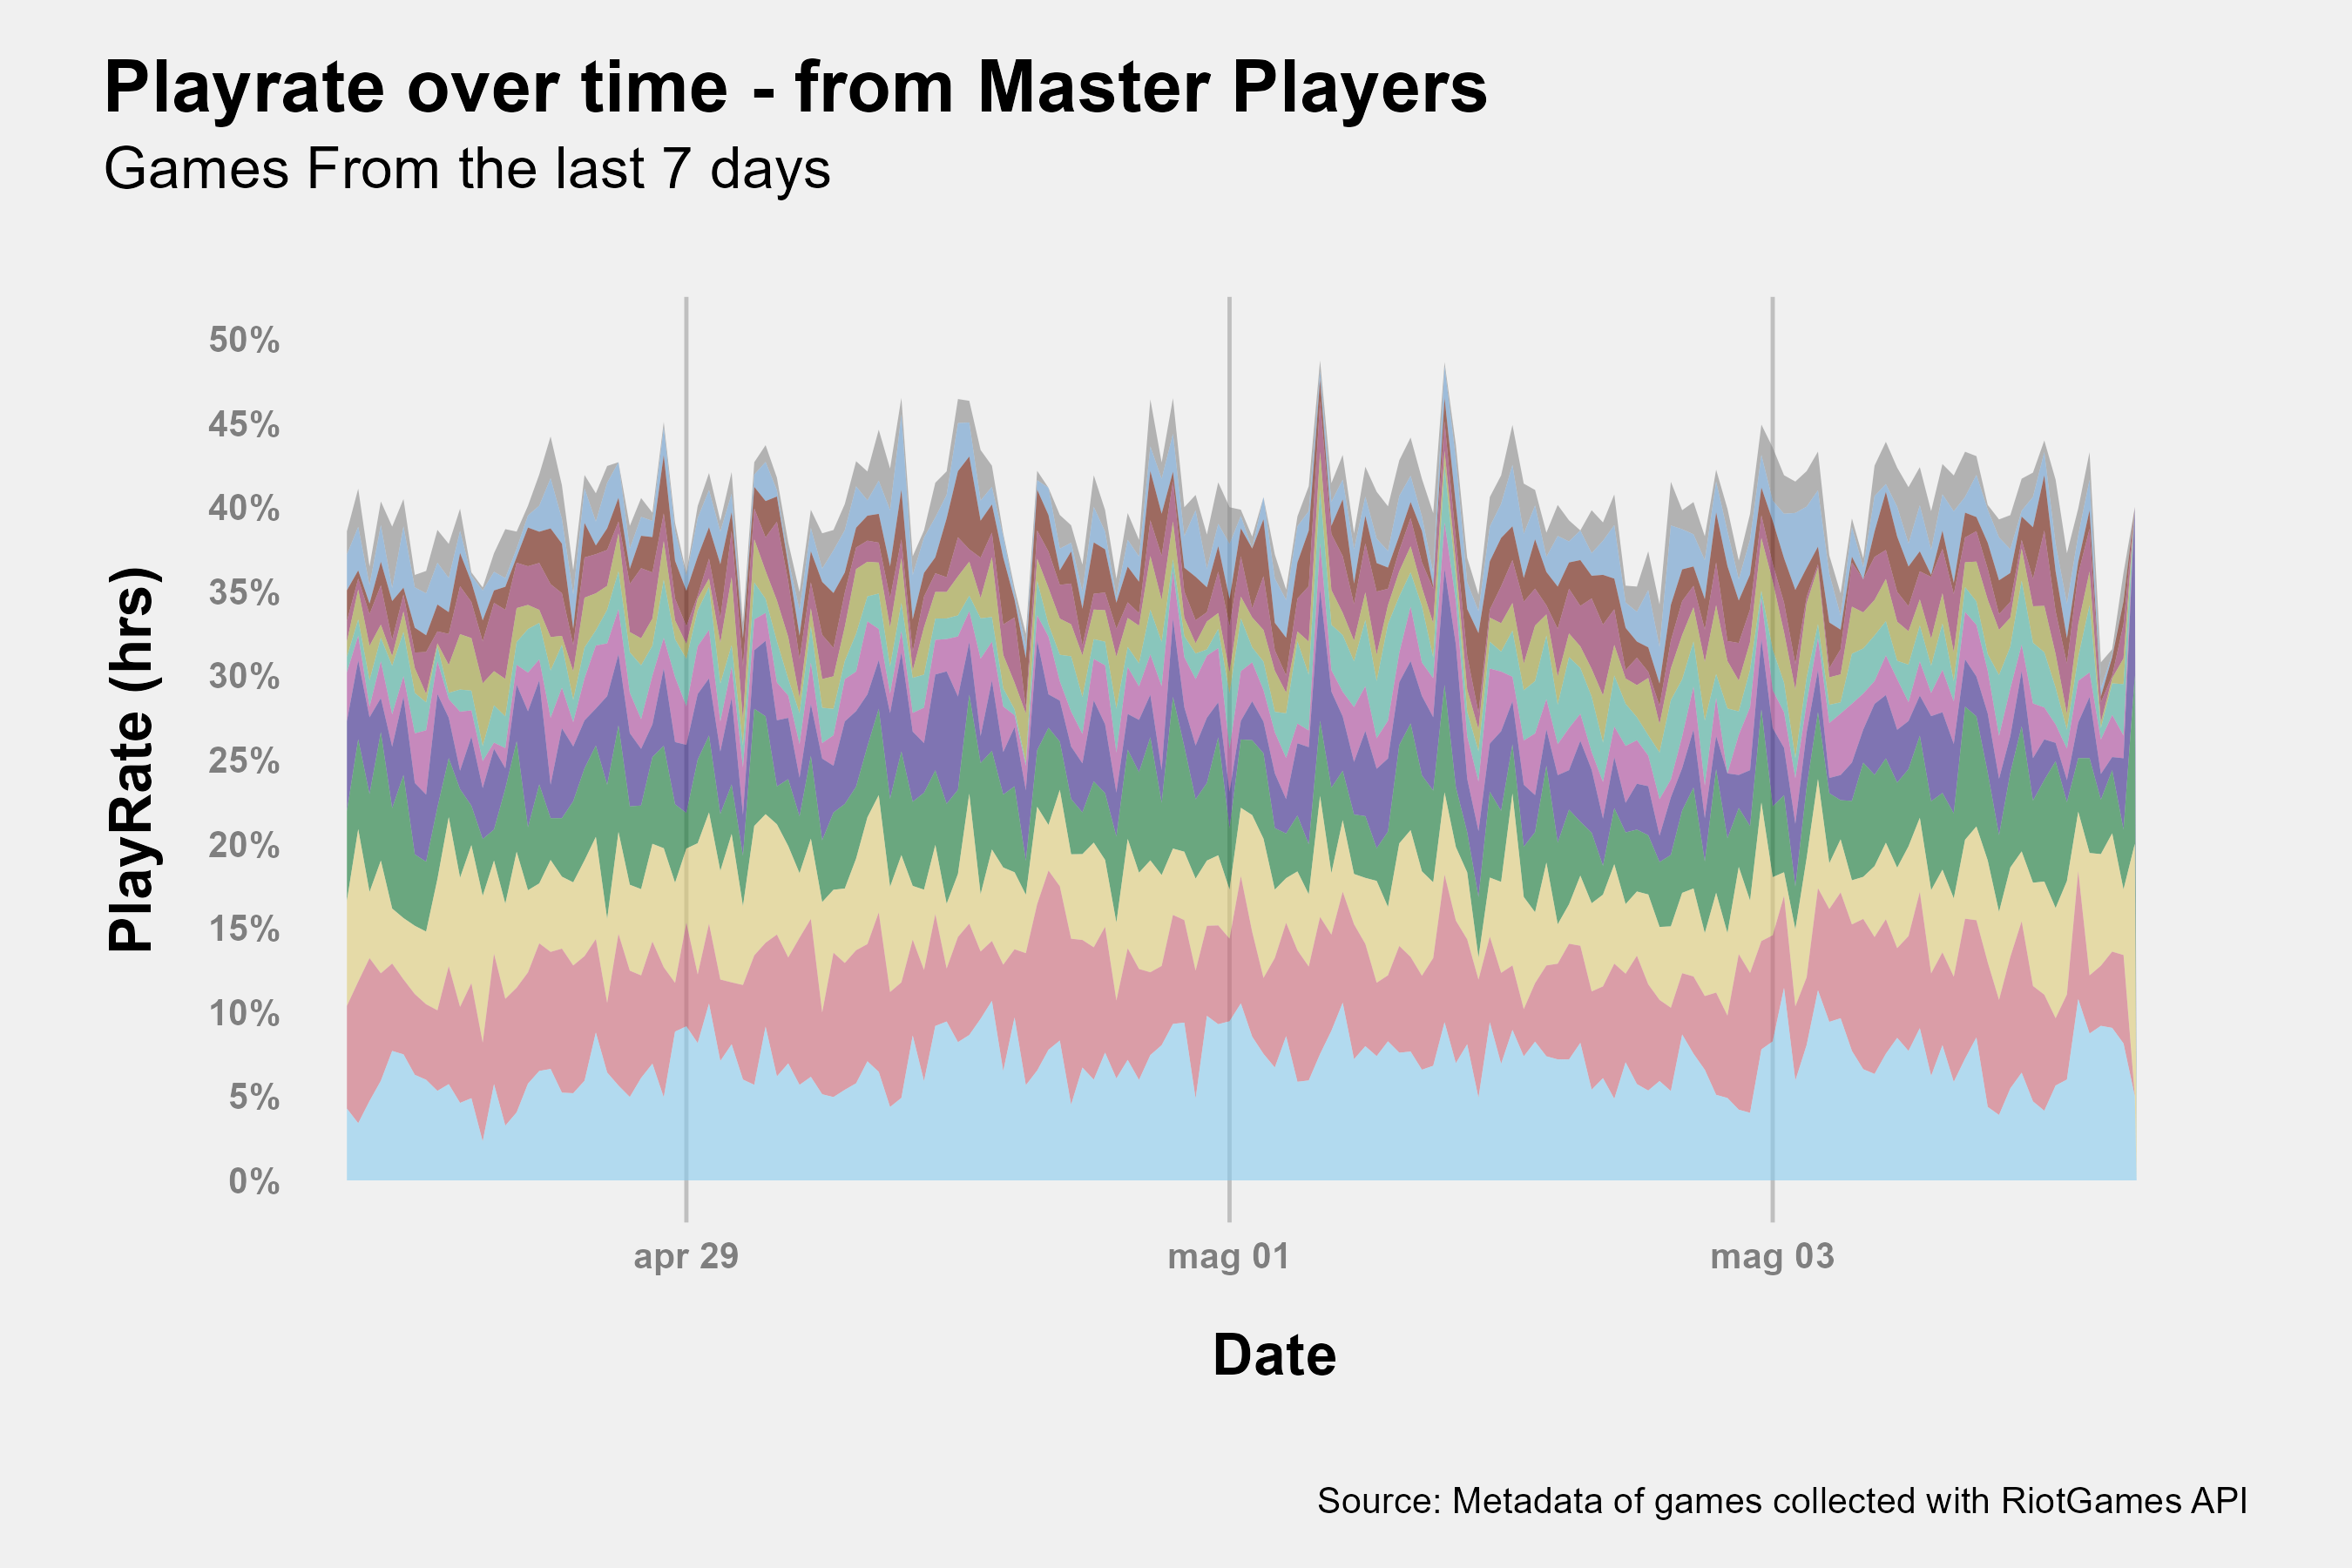 Playrate over time - from Master Players
Games From the last 7 days
PlayRate (hrs)
50%
45%
40%
35%
30%
25%
20%
15%
10%
5%
0%
apr 29
mag 01
mag 03
Date
Source: Metadata of games collected with RiotGames API